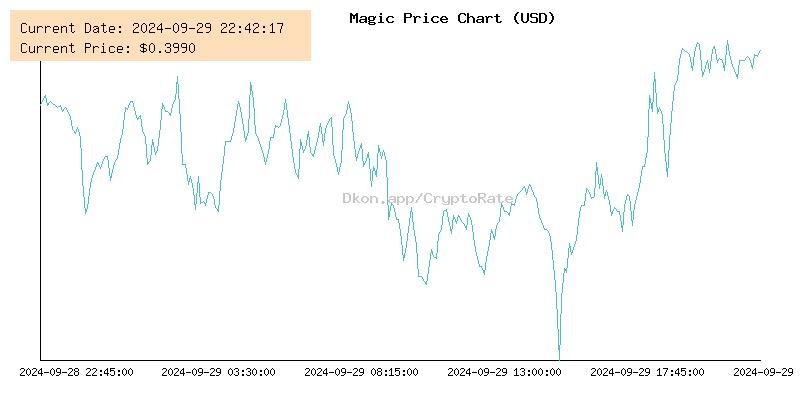 Magic Price Chart (USD)
Current Date: 2024-09-29 22:42:17
Current Price: $0.3990
Dkon.app/CryptoRate
2024-09-28 22:45:00 2024-09-29 03:30:00 2024-09-29 08:15:00 2024-09-29 13:00:00 2024-09-29 17:45:00 2024-09-29